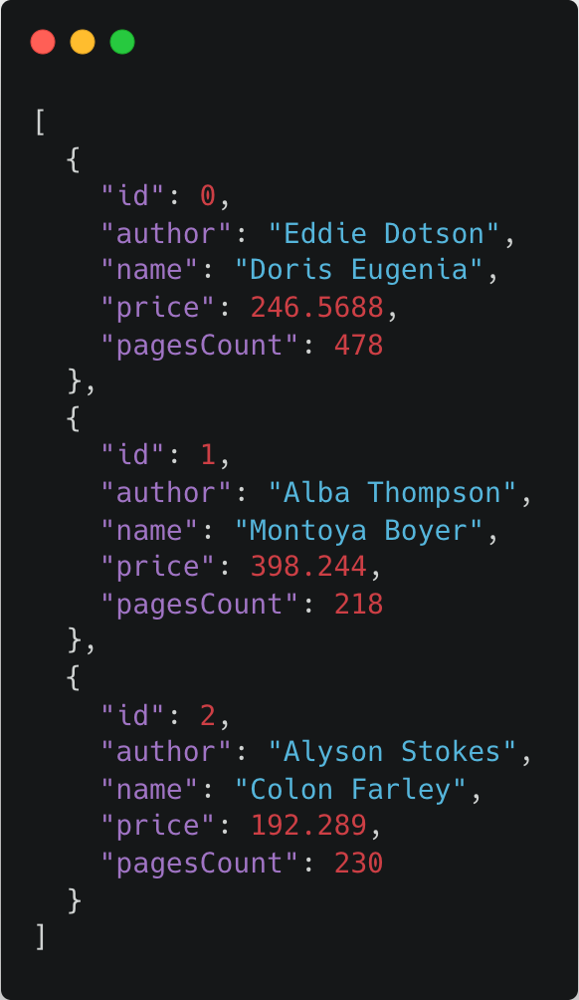 [
  {
    "id": 0,
    "author": "Eddie Dotson",
    "name": "Doris Eugenia",
    "price": 246.5688,
    "pagesCount": 478
  },
  {
    "id": 1,
    "author": "Alba Thompson",
    "name": "Montoya Boyer",
    "price": 398.244,
    "pagesCount": 218
  },
  {
    "id": 2,
    "author": "Alyson Stokes",
    "name": "Colon Farley",
    "price": 192.289,
    "pagesCount": 230
  }
]